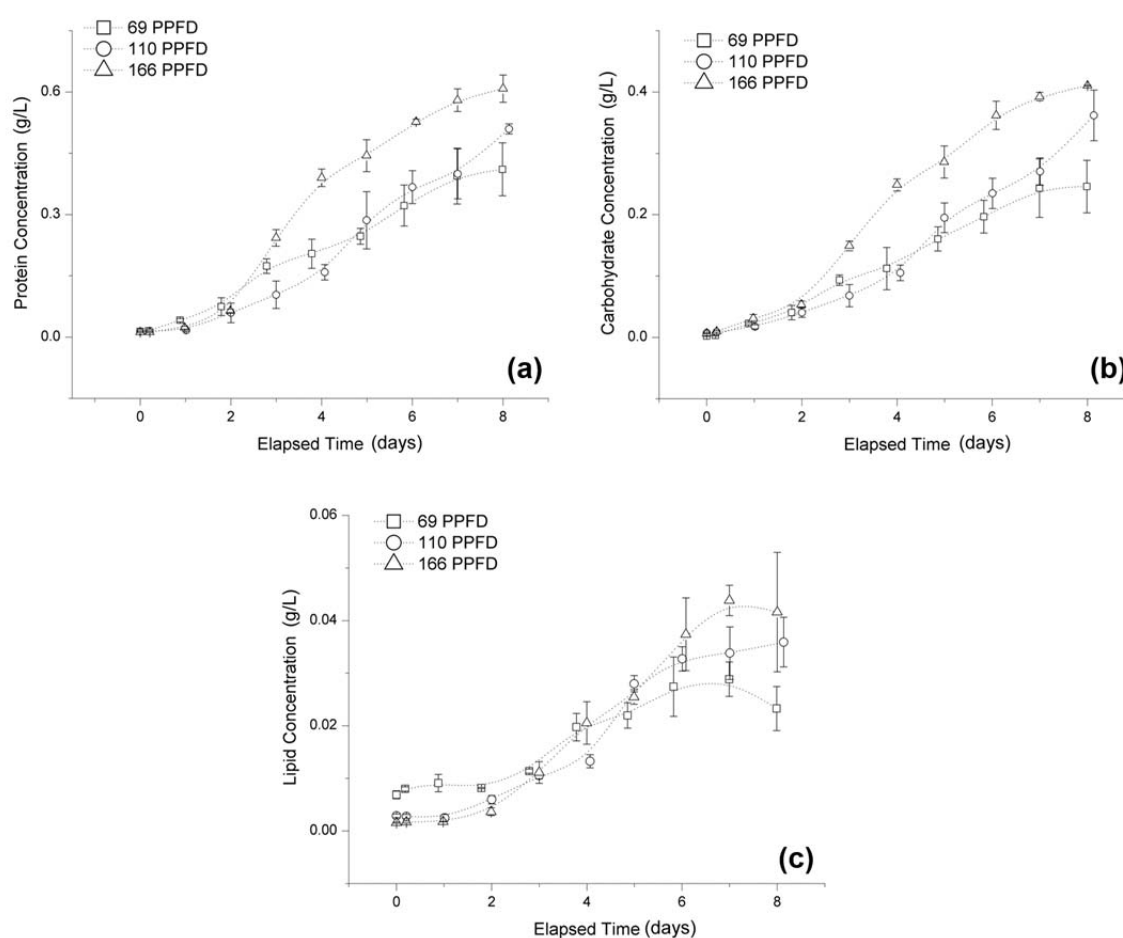 69 PPFD
110 PPFD
166 PPFD
Protein Concentration (g/L)
0.6
0.3
0.0
0 2 4 6 8
Elapsed Time (days)
(a)
69 PPFD
110 PPFD
166 PPFD
Carbohydrate Concentration (g/L)
0.4
0.2
0.0
0 2 4 6 8
Elapsed Time (days)
(b)
69 PPFD
110 PPFD
166 PPFD
Lipid Concentration (g/L)
0.06
0.04
0.02
0.00
0 2 4 6 8
Elapsed Time (days)
(c)